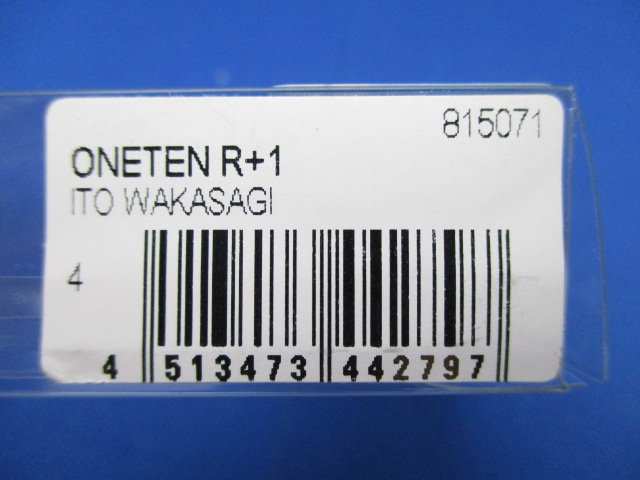 815071
ONETEN R+1
ITO WAKASAGI
4
4 513473 442797